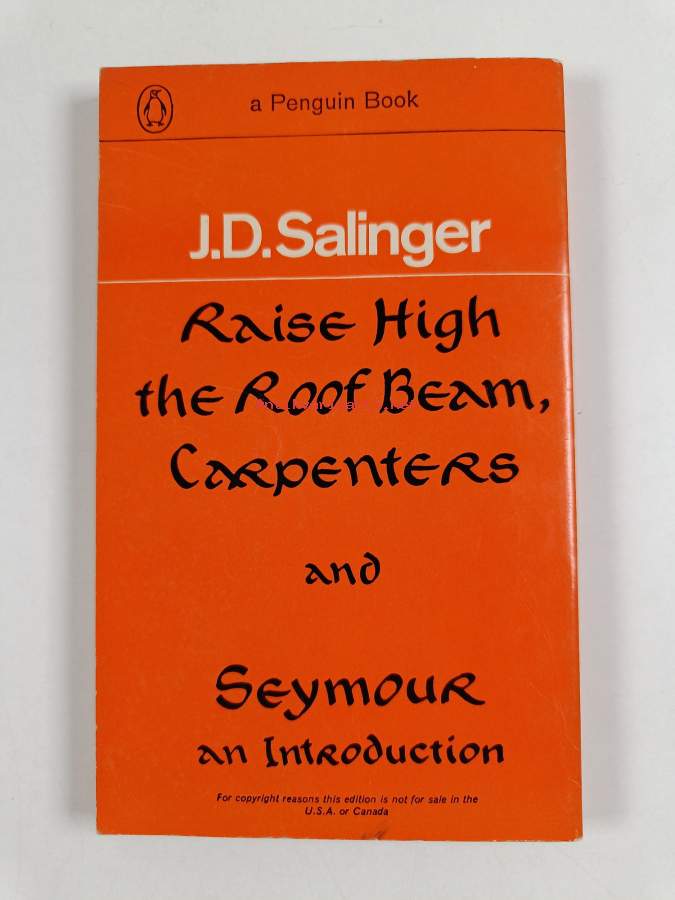 a Penguin Book
J.D. Salinger
Raise High
the Roof Beam,
Carpenters
and
Seymour
an Introduction
For copyright reasons this edition is not for sale in the
U.S.A. or Canada